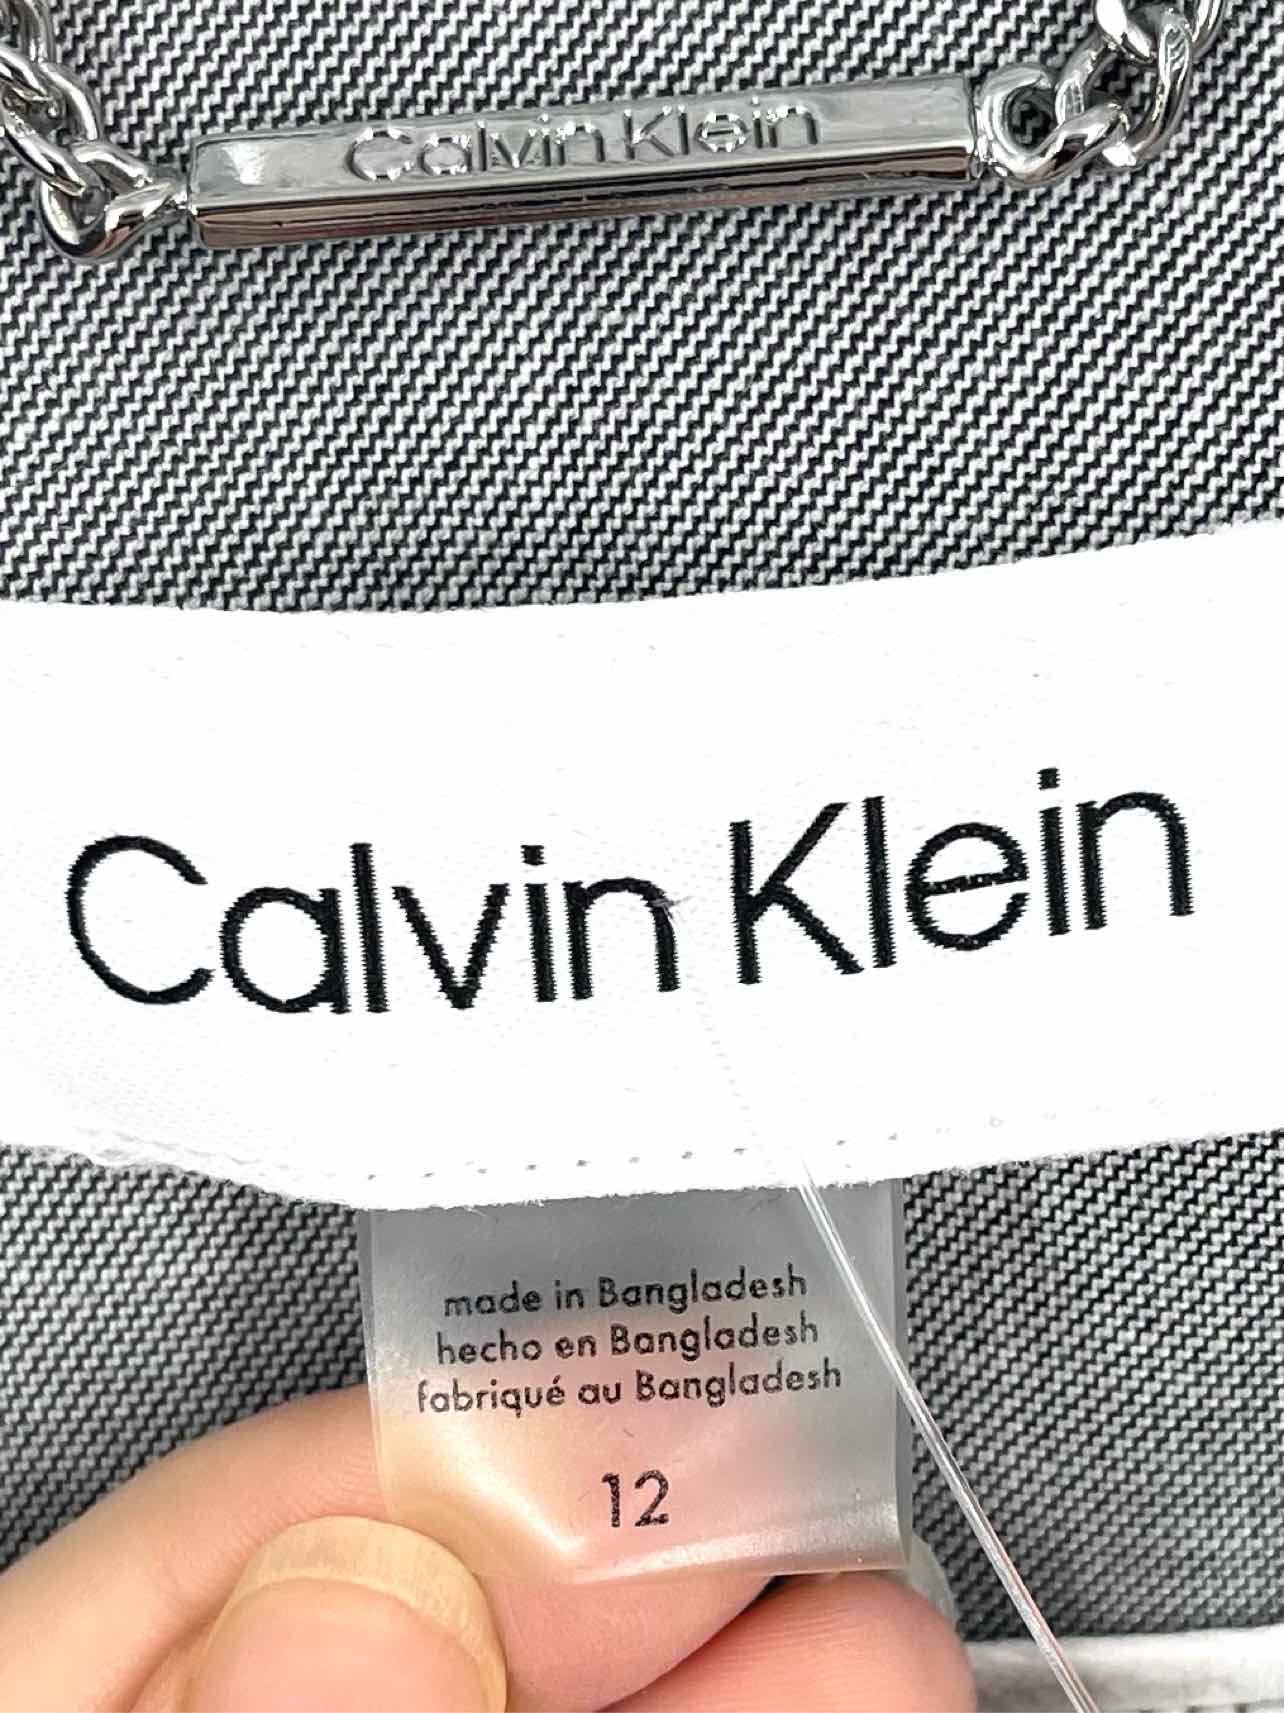 Calvin Klein
Calvin Klein
made in Bangladesh
hecho en Bangladesh
fabriqué au Bangladesh
12